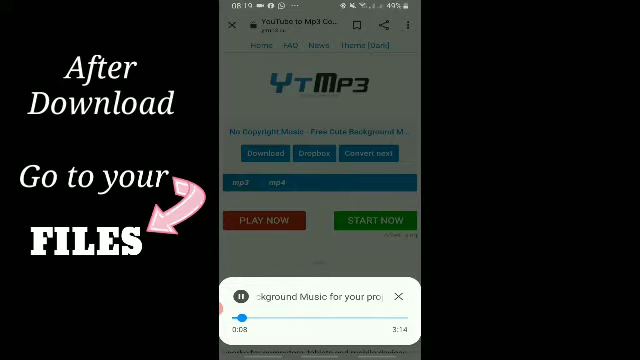 After
Download
Go to your
FILES
08:19
49%
YouTube to Mp3 Co...
Home FAQ News Theme [Dark]
YTMP3
No Copyright Music - Free Cute Background M...
Download Dropbox Convert next
mp3 mp4
PLAY NOW START NOW
ckground Music for your proj
0:08 3:14